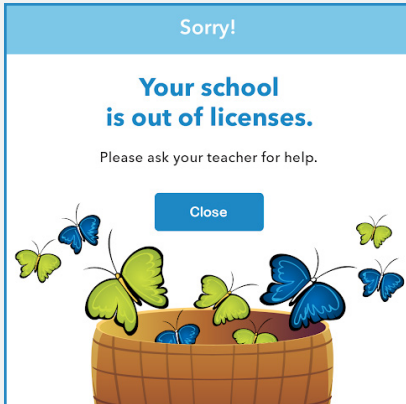 Sorry!
Your school
is out of licenses.
Please ask your teacher for help.
Close